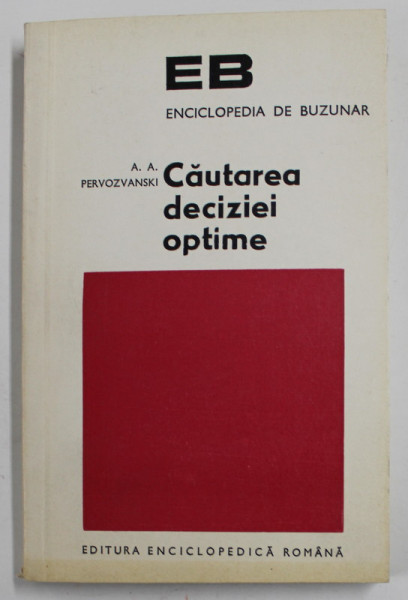 EB
ENCICLOPEDIA DE BUZUNAR
A. A.
PERVOZVANSKI
Căutarea
deciziei
optime
EDITURA ENCICLOPEDICĂ ROMÂNĂ